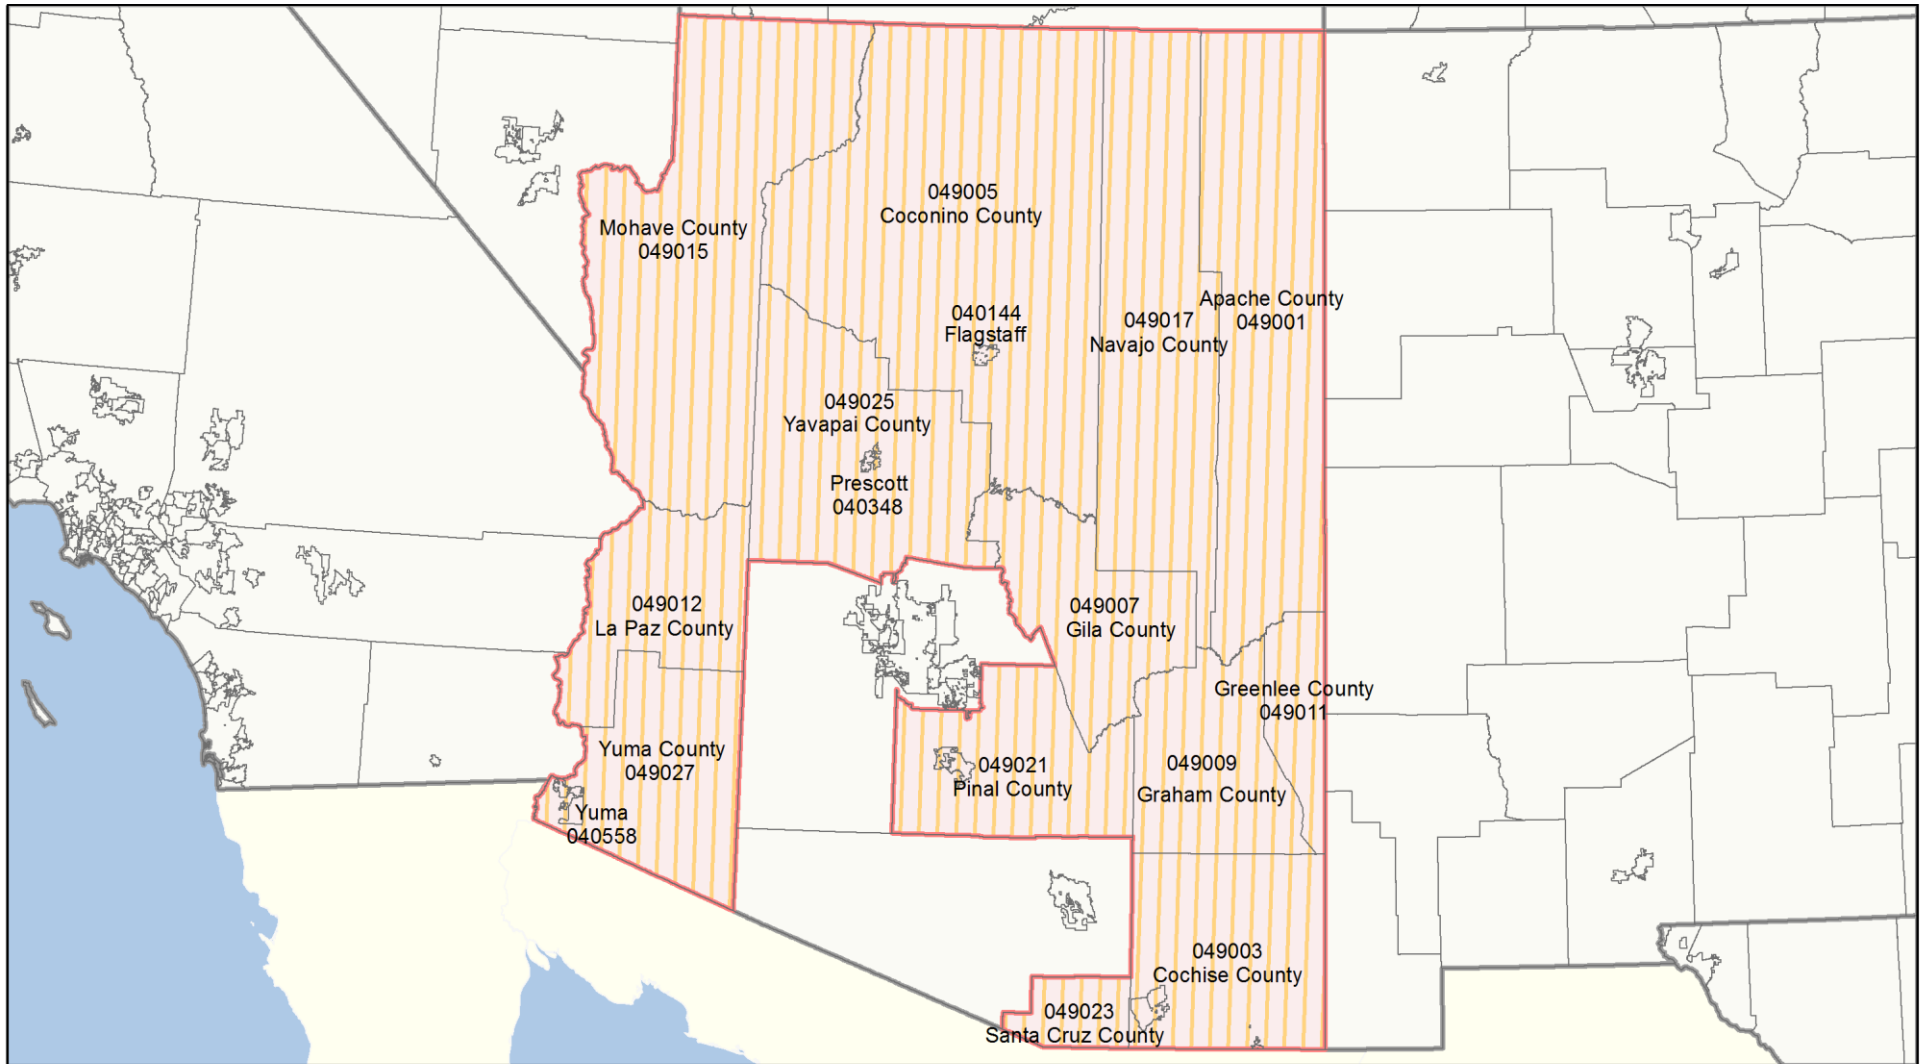 049005
Coconino County
Mohave County
049015
Apache County
049001
040144
Flagstaff
049017
Navajo County
049025
Yavapai County
Prescott
040348
049012
La Paz County
049007
Gila County
Greenlee County
049011
Yuma County
049027
049021
Pinal County
049009
Graham County
Yuma
040558
049003
Cochise County
049023
Santa Cruz County